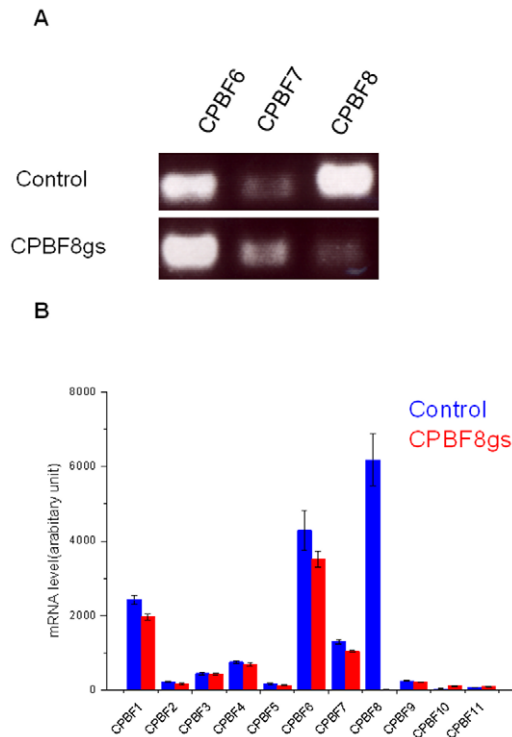 A
CPBF6 CPBF7 CPBF8
Control
CPBF8gs
B
8000
6000
4000
2000
0
mRNA level(arabitary unit)
Control
CPBF8gs
CPBF1 CPBF2 CPBF3 CPBF4 CPBF5 CPBF6 CPBF7 CPBF8 CPBF9 CPBF10 CPBF11